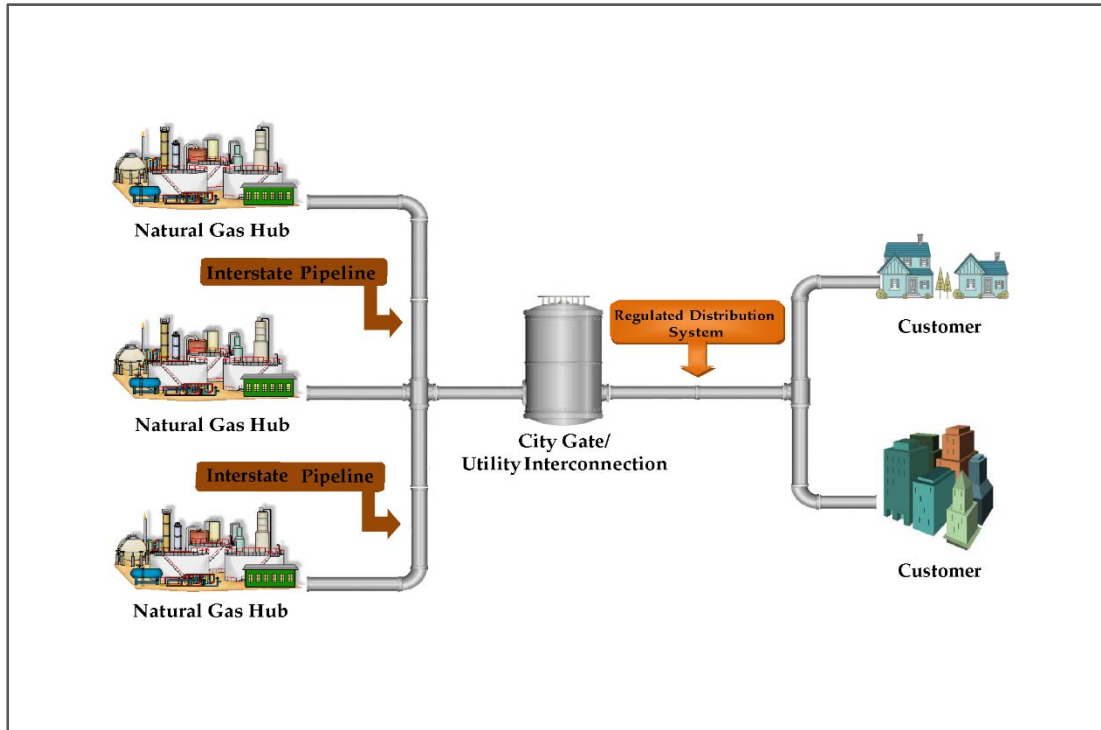 Natural Gas Hub
Interstate Pipeline
Natural Gas Hub
Interstate Pipeline
Natural Gas Hub
City Gate/
Utility Interconnection
Regulated Distribution
System
Customer
Customer